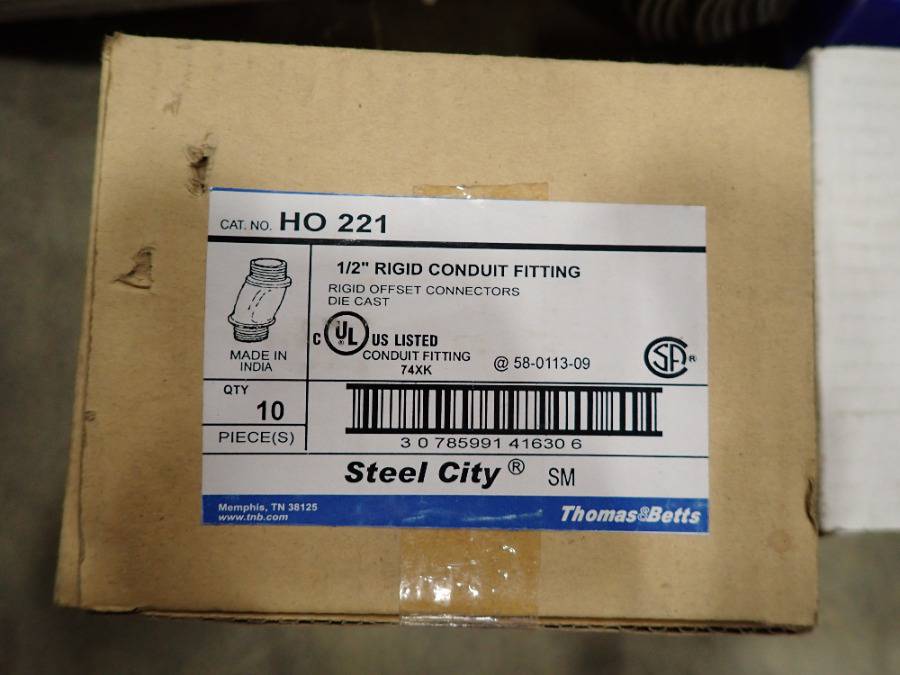 CAT. NO. HO 221
1/2" RIGID CONDUIT FITTING
RIGID OFFSET CONNECTORS
DIE CAST
C UL ® US LISTED
CONDUIT FITTING
74XK
@ 58-0113-09
SA ®
MADE IN
INDIA
QTY
10
PIECE(S)
3 0 785991 41630 6
Steel City ® SM
Memphis, TN 38125
www.tnb.com
Thomas&Betts